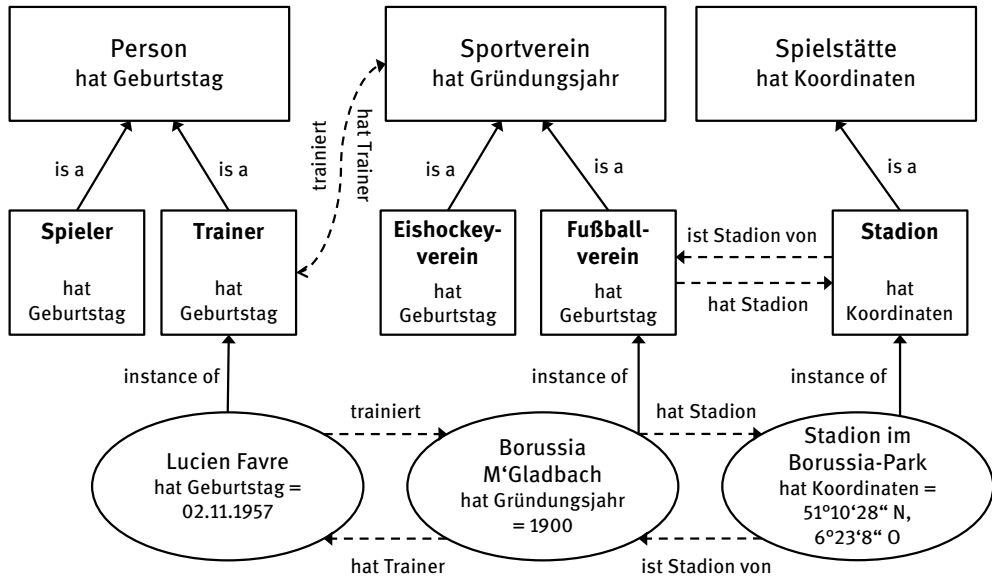 Person
hat Geburtstag
Sportverein
hat Gründungsjahr
Spielstätte
hat Koordinaten
trainiert
hat Trainer
is a
is a
is a
is a
is a
Spieler
hat
Geburtstag
Trainer
hat
Geburtstag
Eishockey-
verein
hat
Geburtstag
Fußball-
verein
hat
Geburtstag
ist Stadion von
hat Stadion
Stadion
hat
Koordinaten
instance of
instance of
instance of
trainiert
hat Stadion
Lucien Favre
hat Geburtstag =
02.11.1957
Borussia
M‘Gladbach
hat Gründungsjahr
= 1900
Stadion im
Borussia-Park
hat Koordinaten =
51°10‘28“ N,
6°23‘8“ O
hat Trainer
ist Stadion von